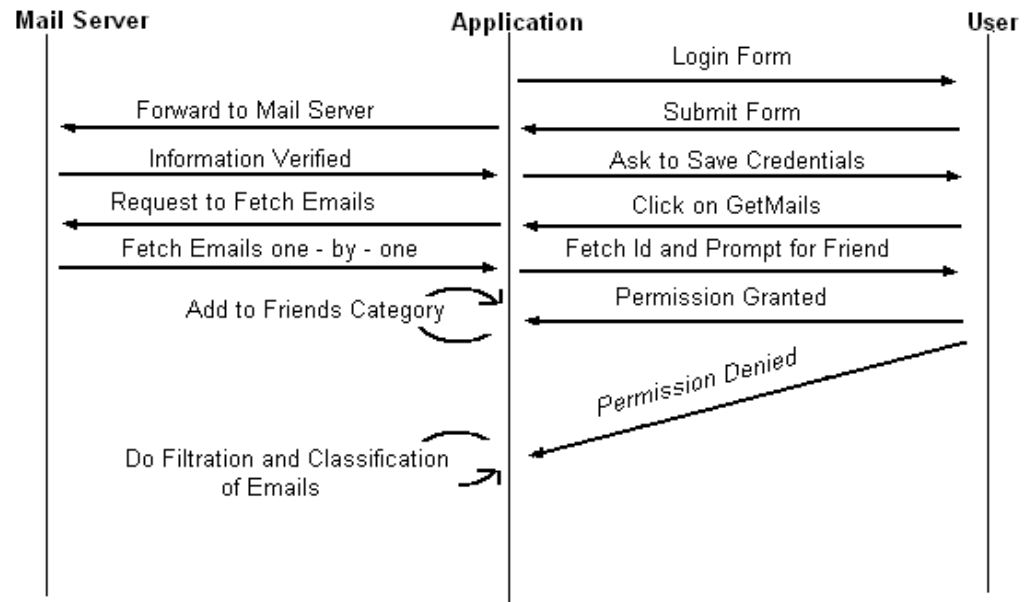 Mail Server Application User
Login Form
Forward to Mail Server Submit Form
Information Verified Ask to Save Credentials
Request to Fetch Emails Click on GetMails
Fetch Emails one - by - one Fetch Id and Prompt for Friend
Add to Friends Category Permission Granted
Permission Denied
Do Filtration and Classification
of Emails